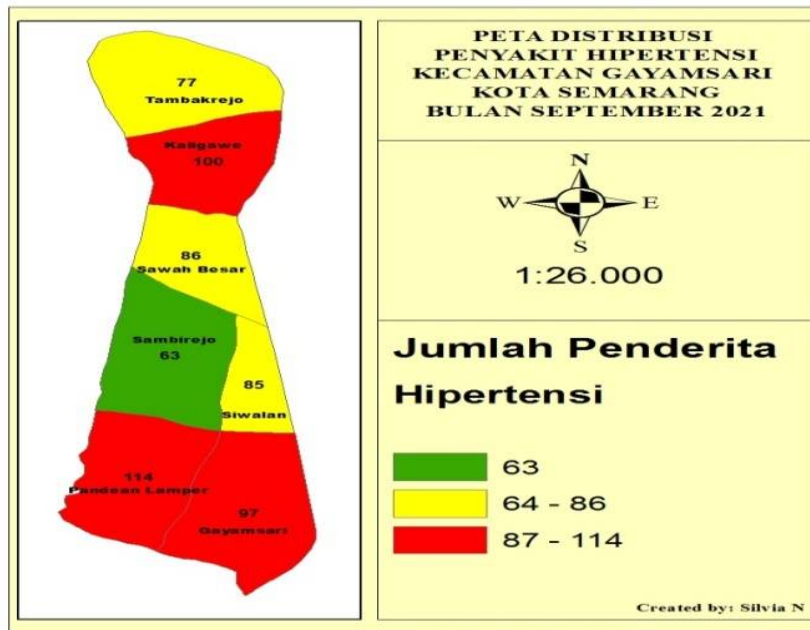 77
Tambakrejo
Kaligawe
100
86
Sawah Besar
Sambirejo
63
85
Siwalan
114
Pandean Lamper
97
Gayamsari
PETA DISTRIBUSI
PENYAKIT HIPERTENSI
KECAMATAN GAYAMSARI
KOTA SEMARANG
BULAN SEPTEMBER 2021
N
W
E
S
1:26.000
Jumlah Penderita
Hipertensi
63
64 - 86
87 - 114
Created by: Silvia N